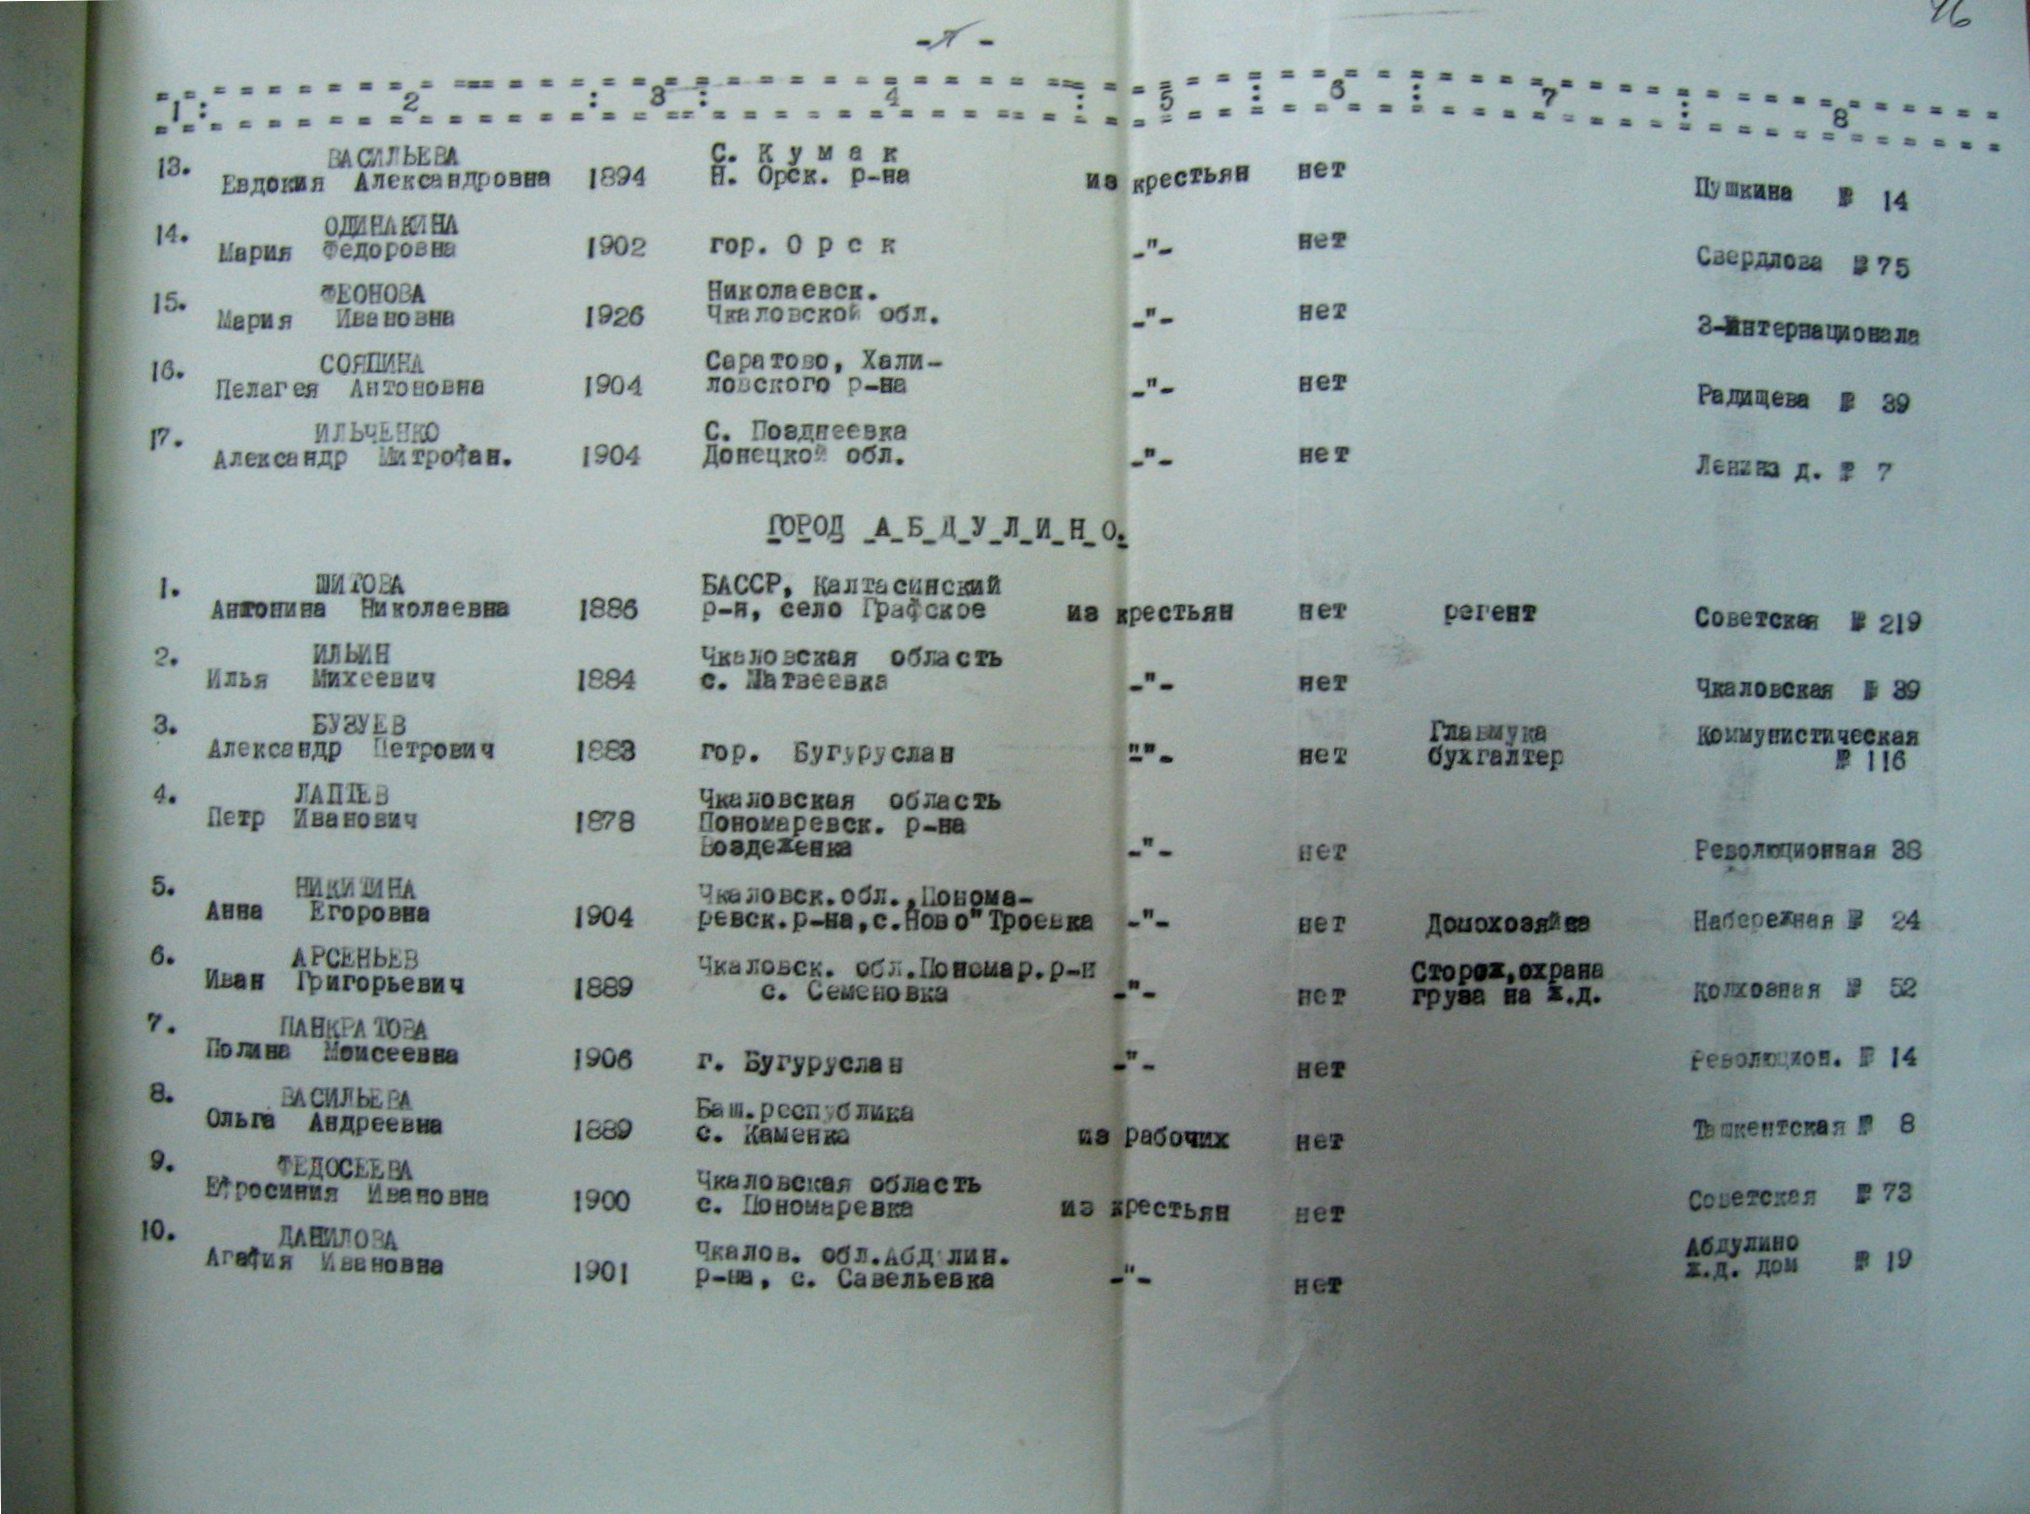 1 : 2 : 3 : 4 : 5 : 6 : 7 : 8
13. ВАСИЛЬЕВА С. К у м а к
Евдокия Александровна 1894 Н. Орск. р-на из крестьян нет Пушкина № 14
14. ОДИНАКИНА
Мария Федоровна 1902 гор. О р с к -"- нет Свердлова № 75
15. ФЕОНОВА Николаевск.
Мария Ивановна 1926 Чкаловской обл. -"- нет 3-Интернационала
16. СОЯПИНА Саратово, Хали-
Пелагея Антоновна 1904 ловского р-на -"- нет Радищева № 39
17. ИЛЬЧЕНКО С. Позднеевка
Александр Митрофан. 1904 Донецкой обл. -"- нет Ленина д. № 7
ГОРОД А_Б_Д_У_Л_И_Н_О.
1. ШИТОВА БАССР, Калтасинский
Антонина Николаевна 1886 р-н, село Графское из крестьян нет регент Советская № 219
2. ИЛЬИН Чкаловская область
Илья Михеевич 1884 с. Матвеевка -"- нет Чкаловская № 39
3. БУЗУЕВ Главмука Коммунистическая
Александр Петрович 1883 гор. Бугуруслан -"- нет бухгалтер № 116
4. ЛАПТЕВ Чкаловская область
Петр Иванович 1878 Пономаревск. р-на
Воздеженка -"- нет Революционная 38
5. НИКИТИНА Чкаловск.обл.,Понома-
Анна Егоровна 1904 ревск.р-на,с.Ново"Троевка -"- нет Домохозяйка Набережная № 24
6. АРСЕНЬЕВ Чкаловск. обл.Пономар.р-н Сторож,охрана
Иван Григорьевич 1889 с. Семеновка -"- нет груза на ж.д. Колхозная № 52
7. ПАНКРАТОВА
Полина Моисеевна 1906 г. Бугуруслан -"- нет Революцион. № 14
8. ВАСИЛЬЕВА Баш.республика
Ольга Андреевна 1889 с. Каменка из рабочих нет Ташкентская № 8
9. ФЕДОСЕЕВА Чкаловская область
Ефросиния Ивановна 1900 с. Пономаревка из крестьян нет Советская № 73
10. ДАНИЛОВА Чкалов. обл.Абдулин. Абдулино
Агафия Ивановна 1901 р-на, с. Савельевка -"- нет ж.д. дом № 19